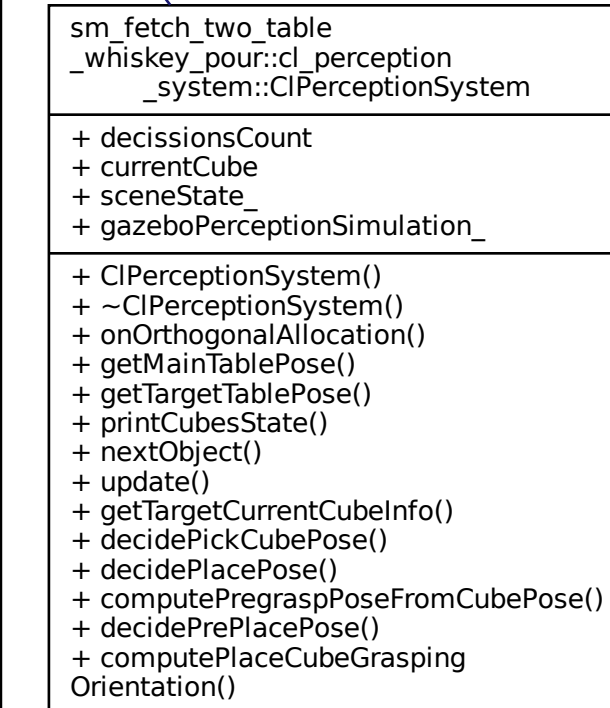 sm_fetch_two_table
_whiskey_pour::cl_perception
_system::ClPerceptionSystem
+ decissionsCount
+ currentCube
+ sceneState_
+ gazeboPerceptionSimulation_
+ ClPerceptionSystem()
+ ~ClPerceptionSystem()
+ onOrthogonalAllocation()
+ getMainTablePose()
+ getTargetTablePose()
+ printCubesState()
+ nextObject()
+ update()
+ getTargetCurrentCubeInfo()
+ decidePickCubePose()
+ decidePlacePose()
+ computePregraspPoseFromCubePose()
+ decidePrePlacePose()
+ computePlaceCubeGrasping
Orientation()